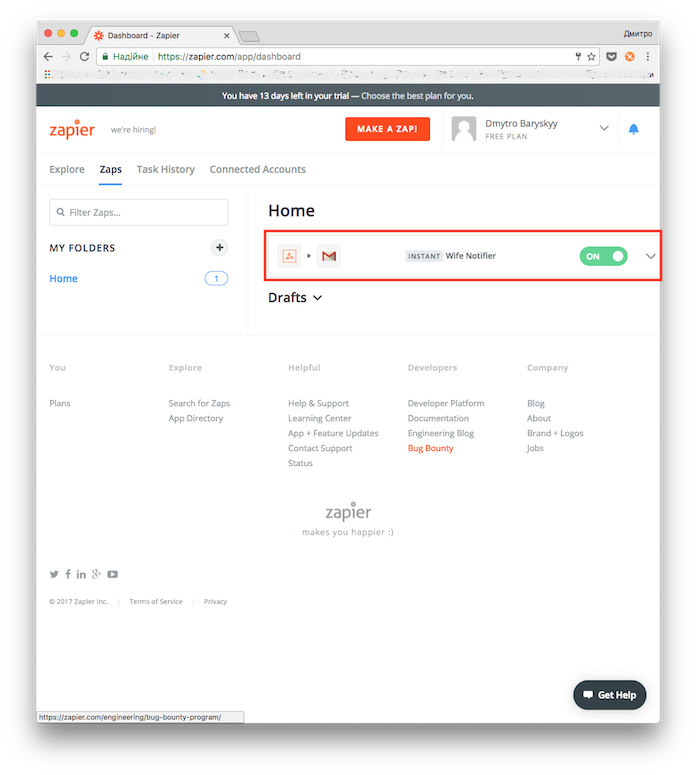 Dashboard - Zapier
Дмитро
Надійне https://zapier.com/app/dashboard
You have 13 days left in your trial — Choose the best plan for you.
zapier we're hiring!
MAKE A ZAP!
Dmytro Baryskyy
FREE PLAN
Explore Zaps Task History Connected Accounts
Filter Zaps...
MY FOLDERS
Home 1
Home
INSTANT Wife Notifier ON
Drafts
You Explore Helpful Developers Company
Plans Search for Zaps Help & Support Developer Platform Blog
App Directory Learning Center Documentation About
App + Feature Updates Engineering Blog Brand + Logos
Contact Support Bug Bounty Jobs
Status
zapier
makes you happier :)
© 2017 Zapier Inc. | Terms of Service | Privacy
Get Help
https://zapier.com/engineering/bug-bounty-program/